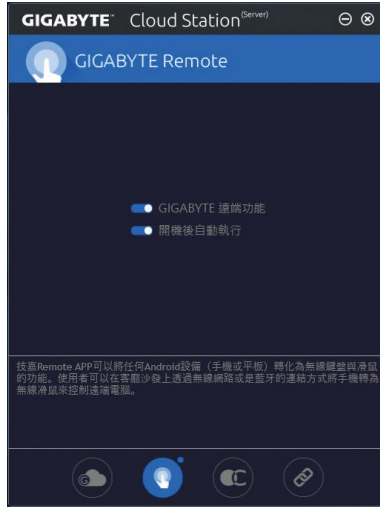 GIGABYTE™ Cloud Station(Server)
GIGABYTE Remote
GIGABYTE 遠端功能
開機後自動執行
技嘉Remote APP可以將任何Android設備（手機或平板）轉化為無線鍵盤與滑鼠
的功能。使用者可以在客廳沙發上透過無線網路或是藍牙的連結方式將手機轉為
無線滑鼠來控制遠端電腦。
G